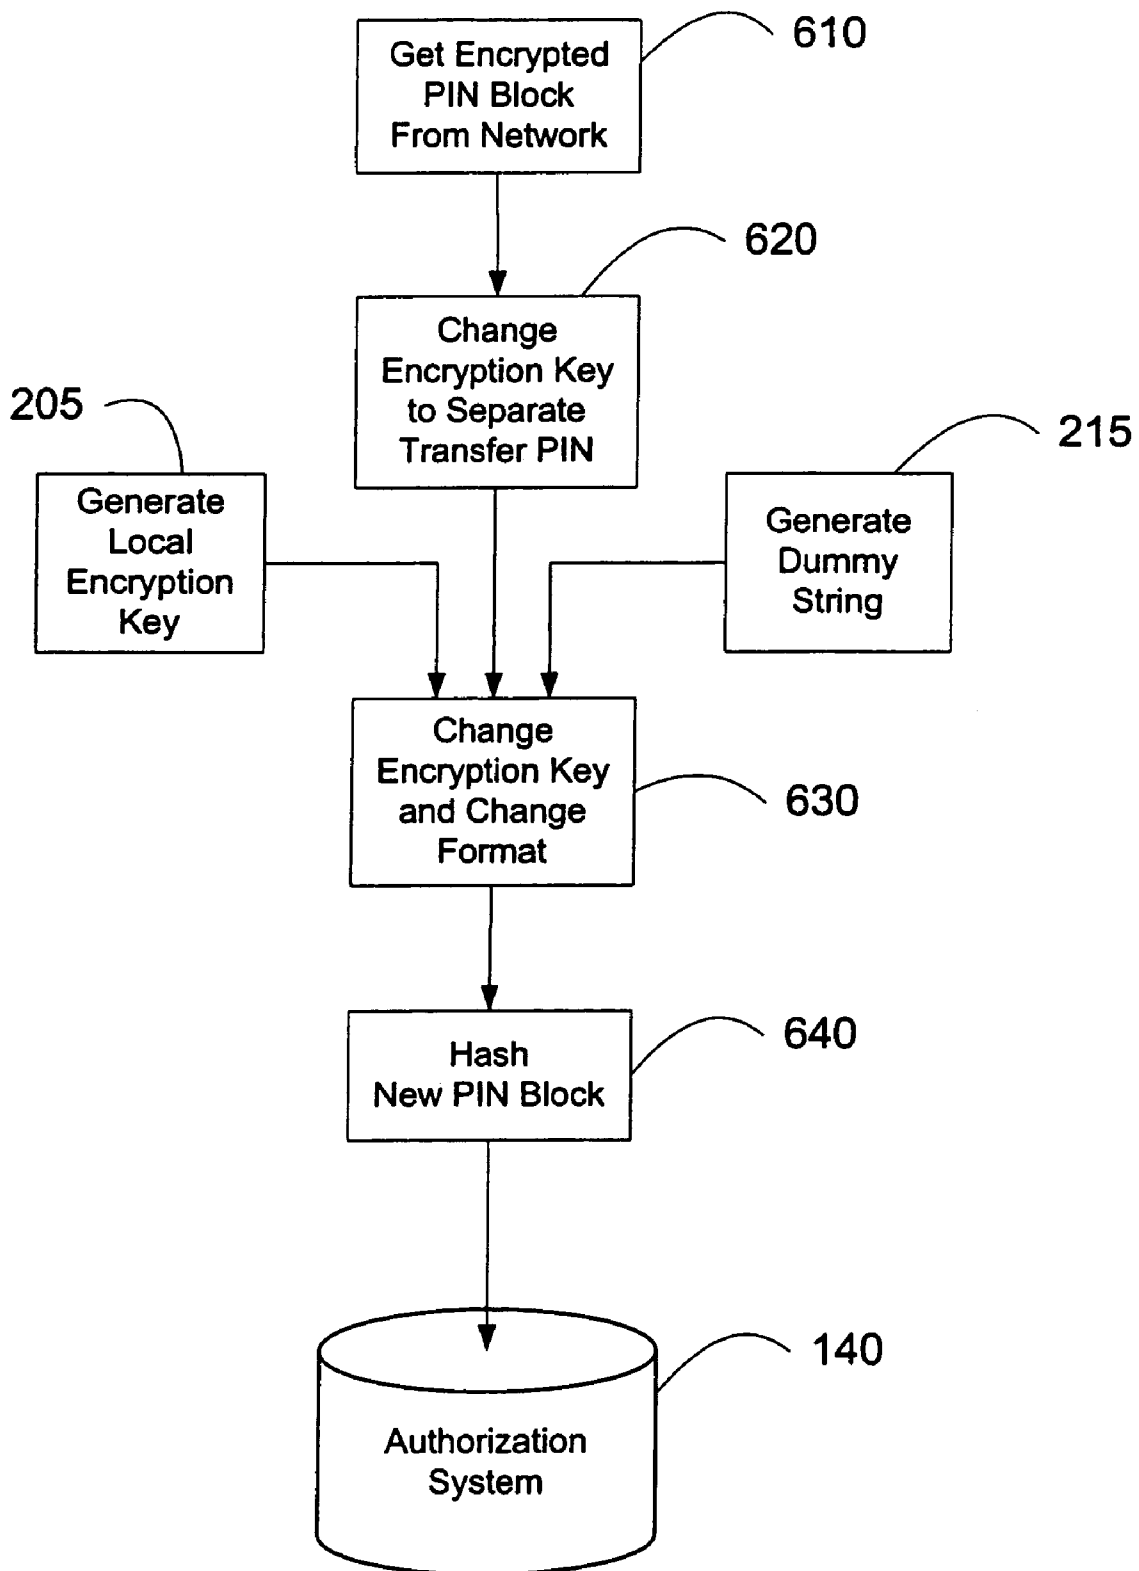 610
Get Encrypted
PIN Block
From Network
620
Change
Encryption Key
to Separate
Transfer PIN
205
Generate
Local
Encryption
Key
215
Generate
Dummy
String
Change
Encryption Key
and Change
Format
630
Hash
New PIN Block
640
140
Authorization
System